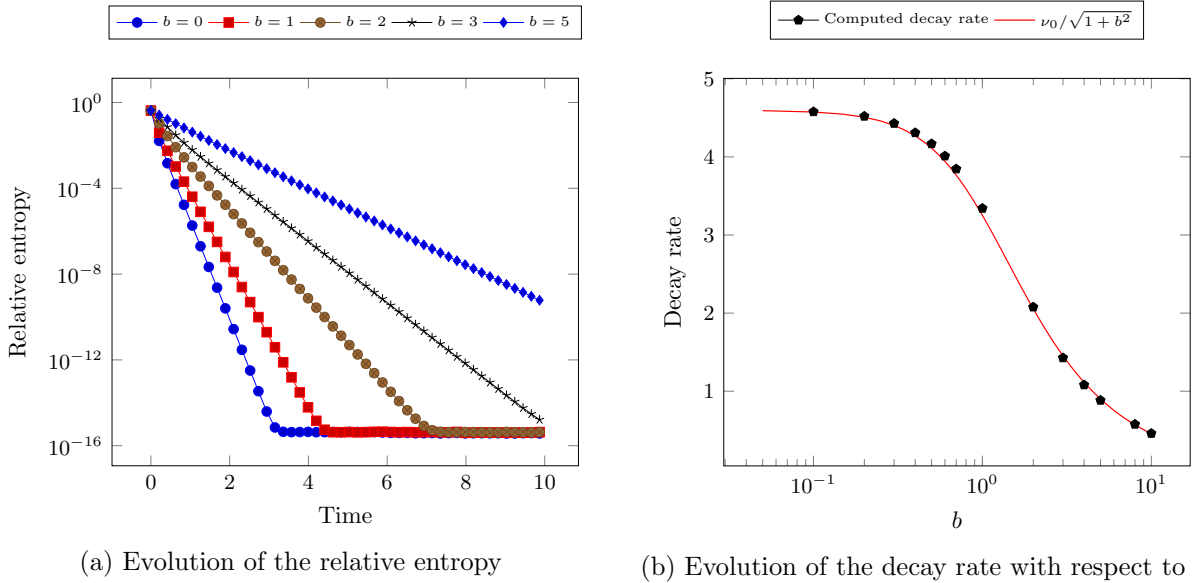 b = 0 b = 1 b = 2 b = 3 b = 5
10^0
10^−4
10^−8
10^−12
10^−16
0 2 4 6 8 10
Relative entropy
Time
(a) Evolution of the relative entropy
Computed decay rate ν_0/√(1 + b^2)
5
4
3
2
1
10^−1 10^0 10^1
Decay rate
b
(b) Evolution of the decay rate with respect to